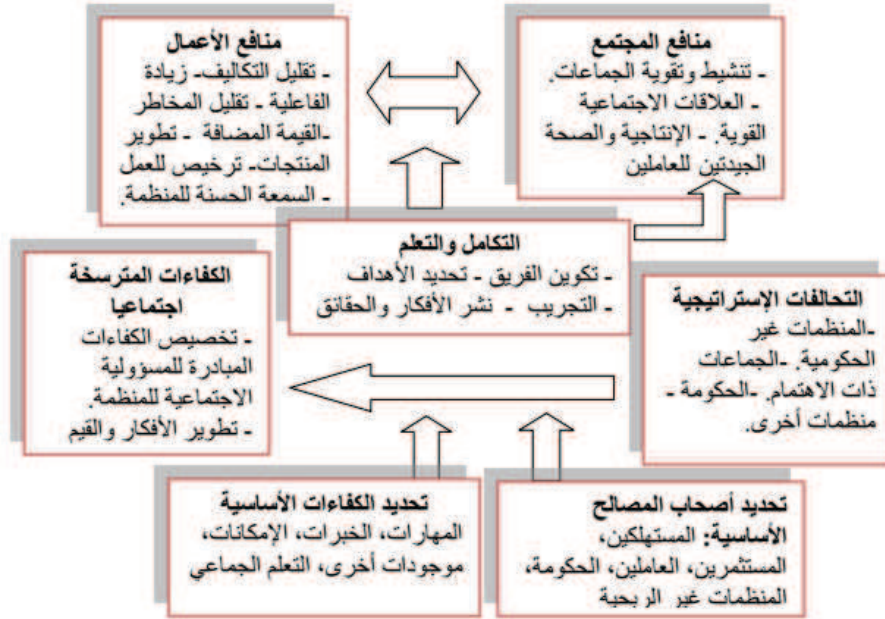 منافع المجتمع
- تنشيط وتقوية الجماعات.
- العلاقات الاجتماعية
القوية. - الإنتاجية والصحة
الجيدتين للعاملين
منافع الأعمال
- تقليل التكاليف- زيادة
الفاعلية - تقليل المخاطر
-القيمة المضافة - تطوير
المنتجات- ترخيص للعمل
- السمعة الحسنة للمنظمة.
التكامل والتعلم
- تكوين الفريق - تحديد الأهداف
- التجريب - نشر الأفكار والحقائق
التحالفات الإستراتيجية
-المنظمات غير
الحكومية. -الجماعات
ذات الاهتمام. -الحكومة -
منظمات أخرى.
الكفاءات المترسخة
اجتماعيا
- تخصيص الكفاءات
المبادرة للمسؤولية
الاجتماعية للمنظمة.
- تطوير الأفكار والقيم
تحديد أصحاب المصالح
الأساسية: المستهلكين،
المستثمرين، العاملين، الحكومة،
المنظمات غير الربحية
تحديد الكفاءات الأساسية
المهارات، الخبرات، الإمكانات،
موجودات أخرى، التعلم الجماعي